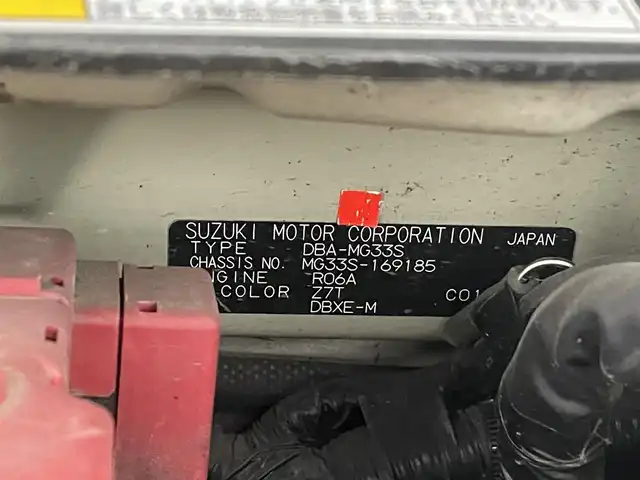 SUZUKI MOTOR CORPORATION JAPAN
TYPE DBA-MG33S
CHASSIS NO. MG33S-169185
ENGINE R06A
COLOR Z7T
DBXE-M